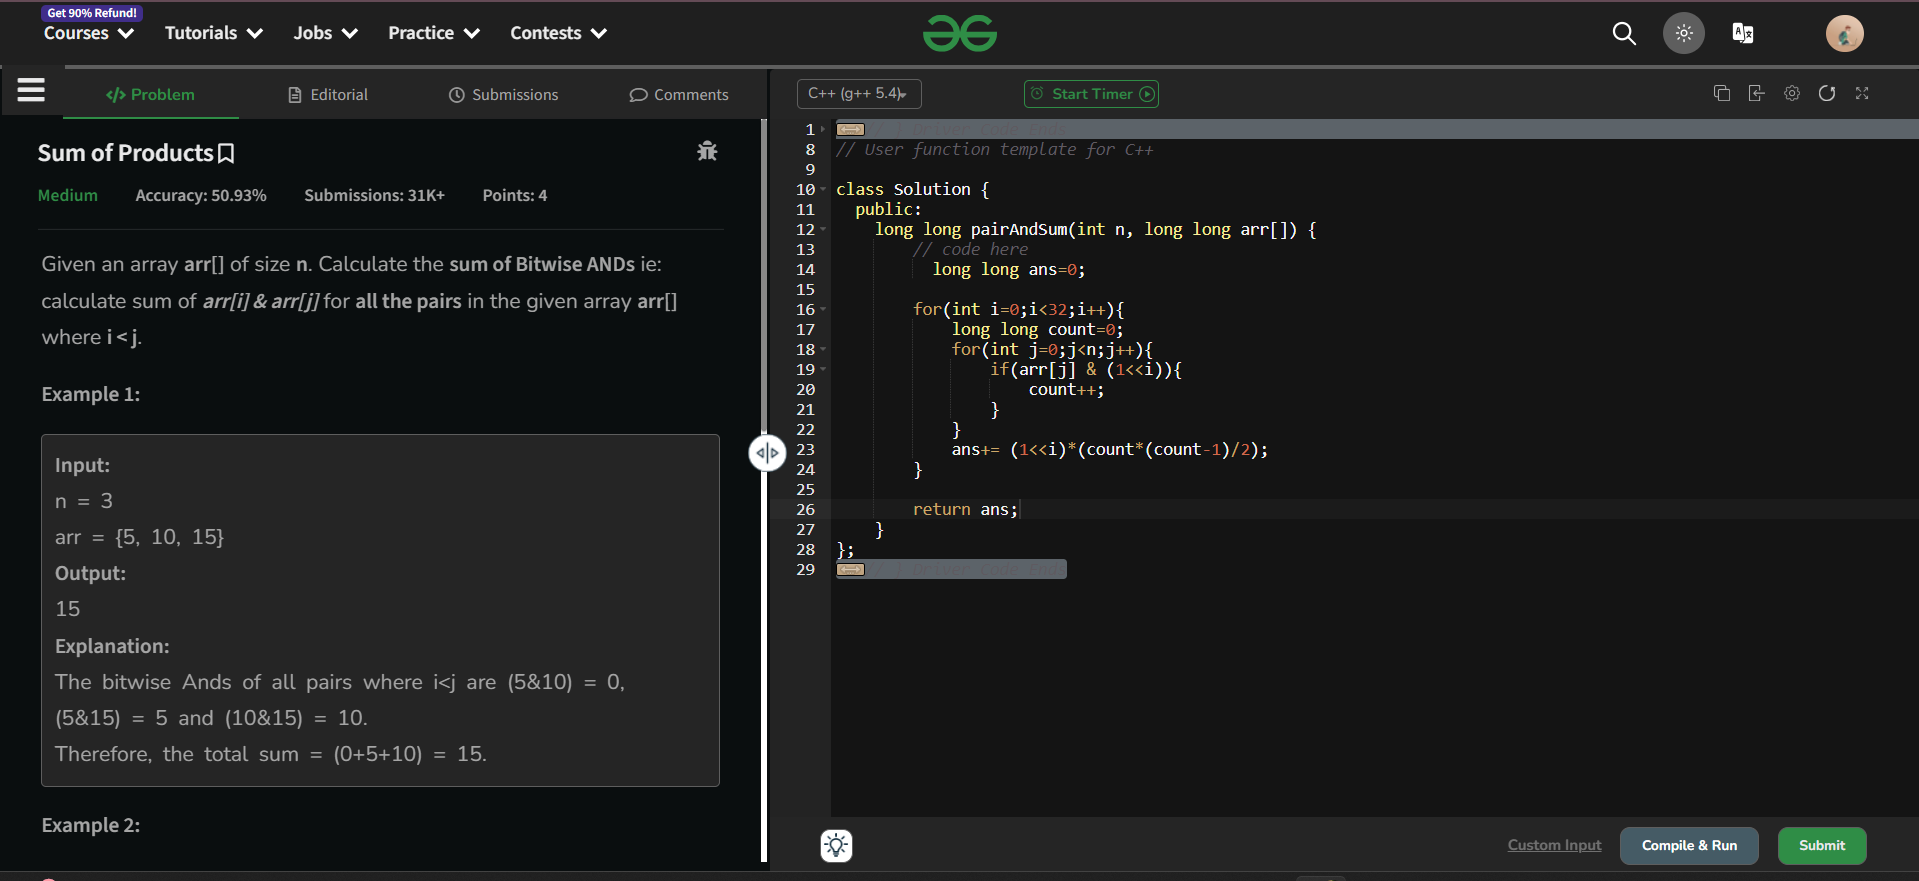 Get 90% Refund!
Courses Tutorials Jobs Practice Contests
</> Problem Editorial Submissions Comments
C++ (g++ 5.4) Start Timer
Sum of Products
Medium Accuracy: 50.93% Submissions: 31K+ Points: 4
Given an array arr[] of size n. Calculate the sum of Bitwise ANDs ie:
calculate sum of arr[i] & arr[j] for all the pairs in the given array arr[]
where i < j.
Example 1:
Input:
n = 3
arr = {5, 10, 15}
Output:
15
Explanation:
The bitwise Ands of all pairs where i<j are (5&10) = 0,
(5&15) = 5 and (10&15) = 10.
Therefore, the total sum = (0+5+10) = 15.
Example 2:
1 // } Driver Code Ends
8 // User function template for C++
9
10 class Solution {
11 public:
12 long long pairAndSum(int n, long long arr[]) {
13 // code here
14 long long ans=0;
15
16 for(int i=0;i<32;i++){
17 long long count=0;
18 for(int j=0;j<n;j++){
19 if(arr[j] & (1<<i)){
20 count++;
21 }
22 }
23 ans+= (1<<i)*(count*(count-1)/2);
24 }
25
26 return ans;
27 }
28 };
29 // } Driver Code Ends
Custom Input Compile & Run Submit